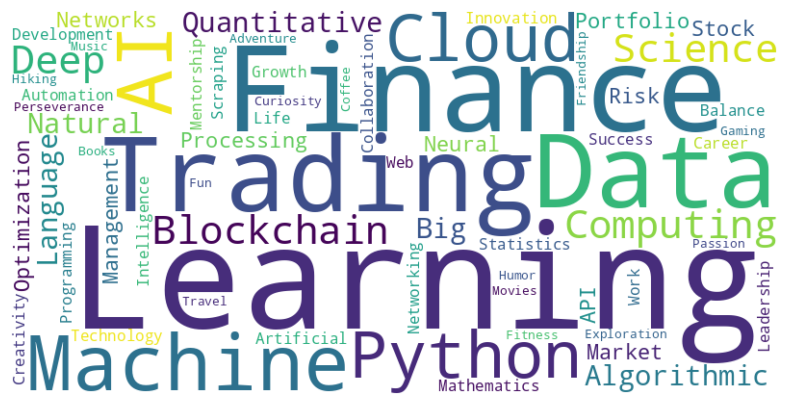 Networks
Quantitative
Cloud
Innovation
Portfolio
Stock
Development
Music
AI
Adventure
Finance
Science
Deep
Hiking
Mentorship
Scraping
Growth
Collaboration
Friendship
Automation
Curiosity
Coffee
Risk
Perseverance
Life
Balance
Natural
Processing
Neural
Success
Gaming
Career
Language
Books
Trading
Web
Data
Optimization
Management
Intelligence
Fun
Blockchain
Big
Computing
Programming
Statistics
Passion
Learning
Networking
Humor
Work
Leadership
Creativity
Travel
Movies
API
Technology
Artificial
Fitness
Exploration
Machine
Python
Market
Mathematics
Algorithmic